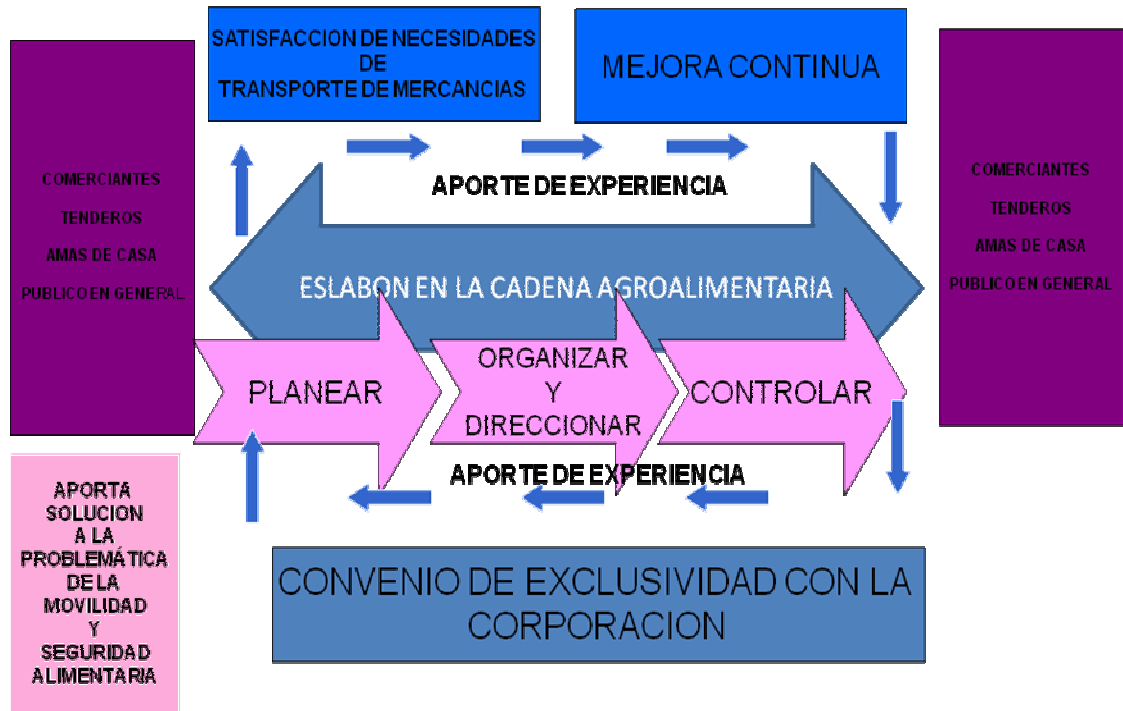 SATISFACCION DE NECESIDADES
DE
TRANSPORTE DE MERCANCIAS
MEJORA CONTINUA
COMERCIANTES
TENDEROS
AMAS DE CASA
PUBLICO EN GENERAL
COMERCIANTES
TENDEROS
AMAS DE CASA
PUBLICO EN GENERAL
APORTE DE EXPERIENCIA
ESLABON EN LA CADENA AGROALIMENTARIA
PLANEAR
ORGANIZAR
Y
DIRECCIONAR
CONTROLAR
APORTE DE EXPERIENCIA
APORTA
SOLUCION
A LA
PROBLEMÁTICA
DE LA
MOVILIDAD
Y
SEGURIDAD
ALIMENTARIA
CONVENIO DE EXCLUSIVIDAD CON LA
CORPORACION